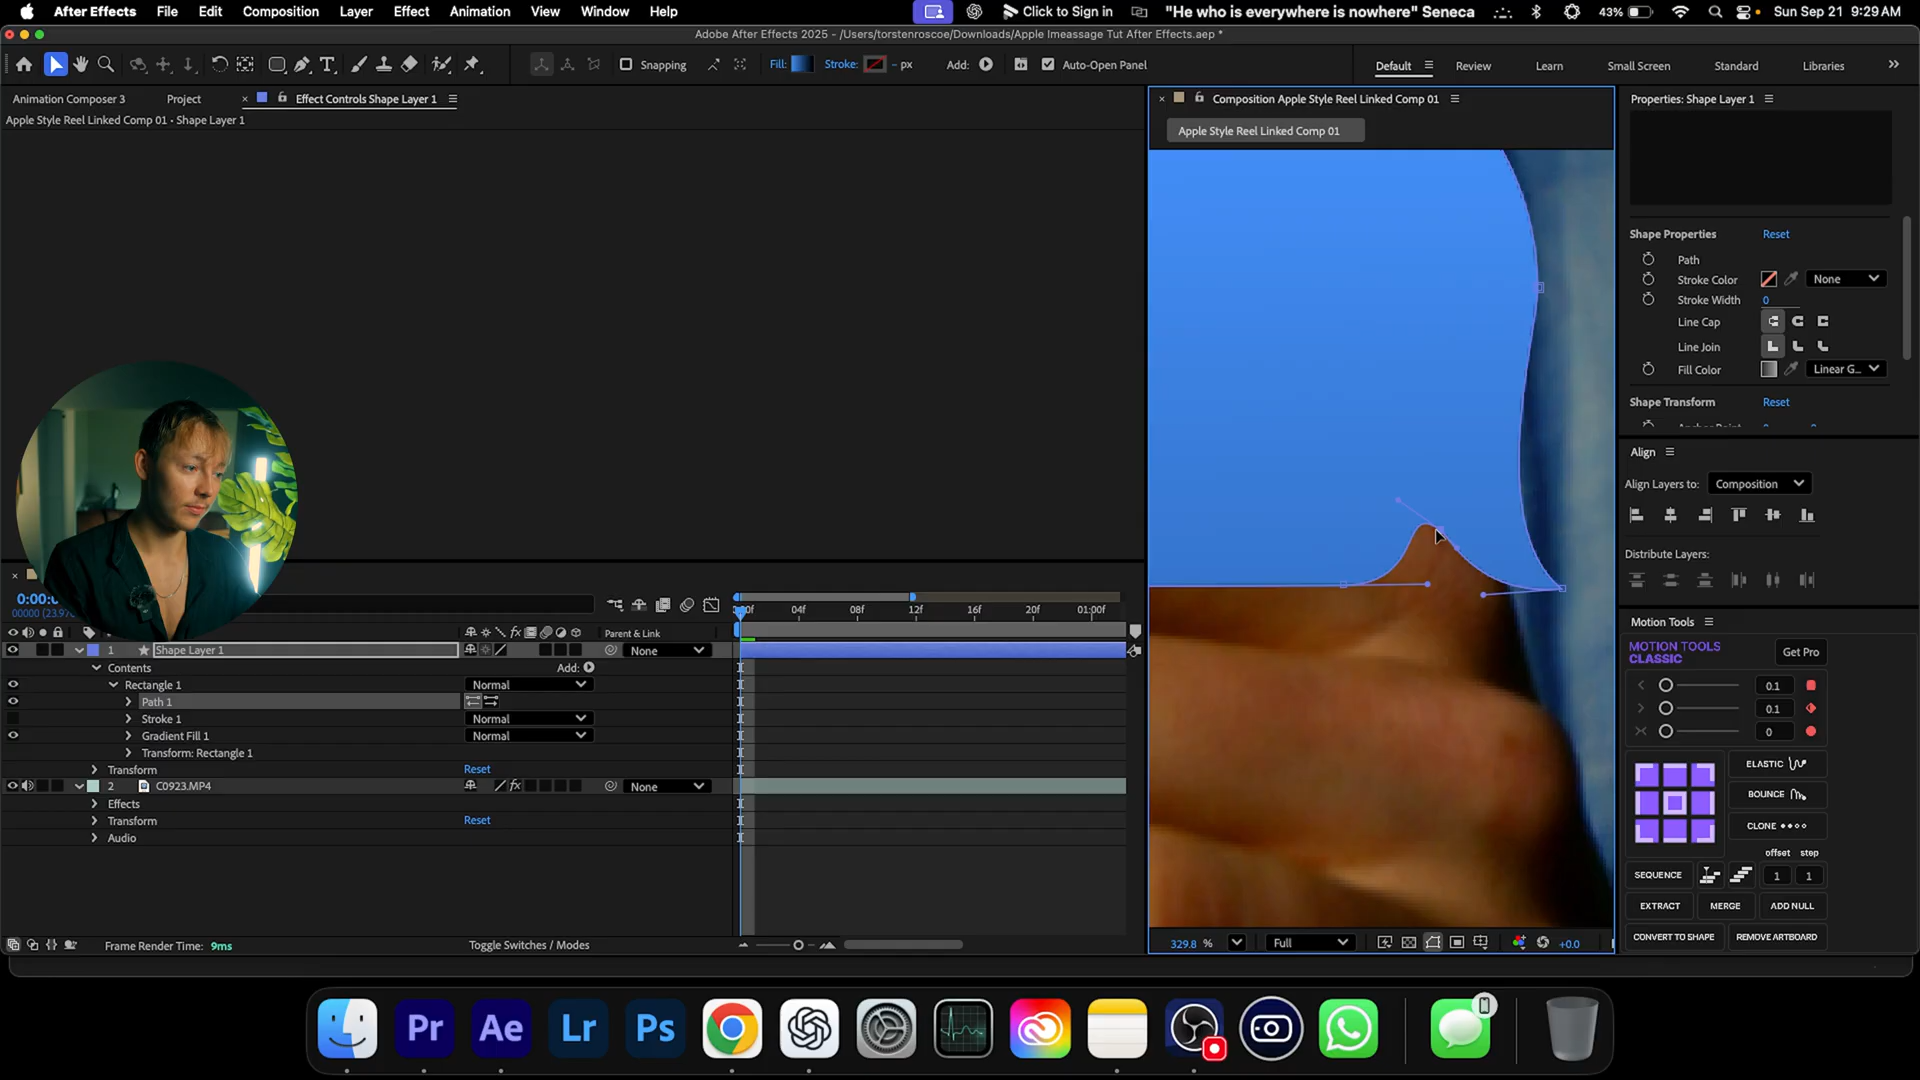 After Effects File Edit Composition Layer Effect Animation View Window Help Click to Sign in "He who is everywhere is nowhere" Seneca 43% Sun Sep 21 9:29 AM
Adobe After Effects 2025 - /Users/torstenroscoe/Downloads/Apple Imeassage Tut After Effects.aep *
Snapping Fill: Stroke: - px Add: Auto-Open Panel Default Review Learn Small Screen Standard Libraries
Animation Composer 3 Project Effect Controls Shape Layer 1 Composition Apple Style Reel Linked Comp 01 Properties: Shape Layer 1
Apple Style Reel Linked Comp 01 • Shape Layer 1
Apple Style Reel Linked Comp 01
Shape Properties Reset
Path
Stroke Color None
Stroke Width 0
Line Cap
Line Join
Fill Color Linear G...
Shape Transform Reset
Align
Align Layers to: Composition
Distribute Layers:
0:00:0
00000 (23.976
04f 08f 12f 16f 20f 01:00f
Parent & Link
1 Shape Layer 1 None
Contents Add:
Rectangle 1 Normal
Path 1
Stroke 1 Normal
Gradient Fill 1 Normal
Transform: Rectangle 1
Transform Reset
2 C0923.MP4 None
Effects
Transform Reset
Audio
Frame Render Time: 9ms Toggle Switches / Modes
329.8 % Full +0.0
Motion Tools
MOTION TOOLS
CLASSIC
Get Pro
0.1
0.1
0
ELASTIC
BOUNCE
CLONE
offset step
SEQUENCE 1 1
EXTRACT MERGE ADD NULL
CONVERT TO SHAPE REMOVE ARTBOARD
Pr Ae Lr Ps